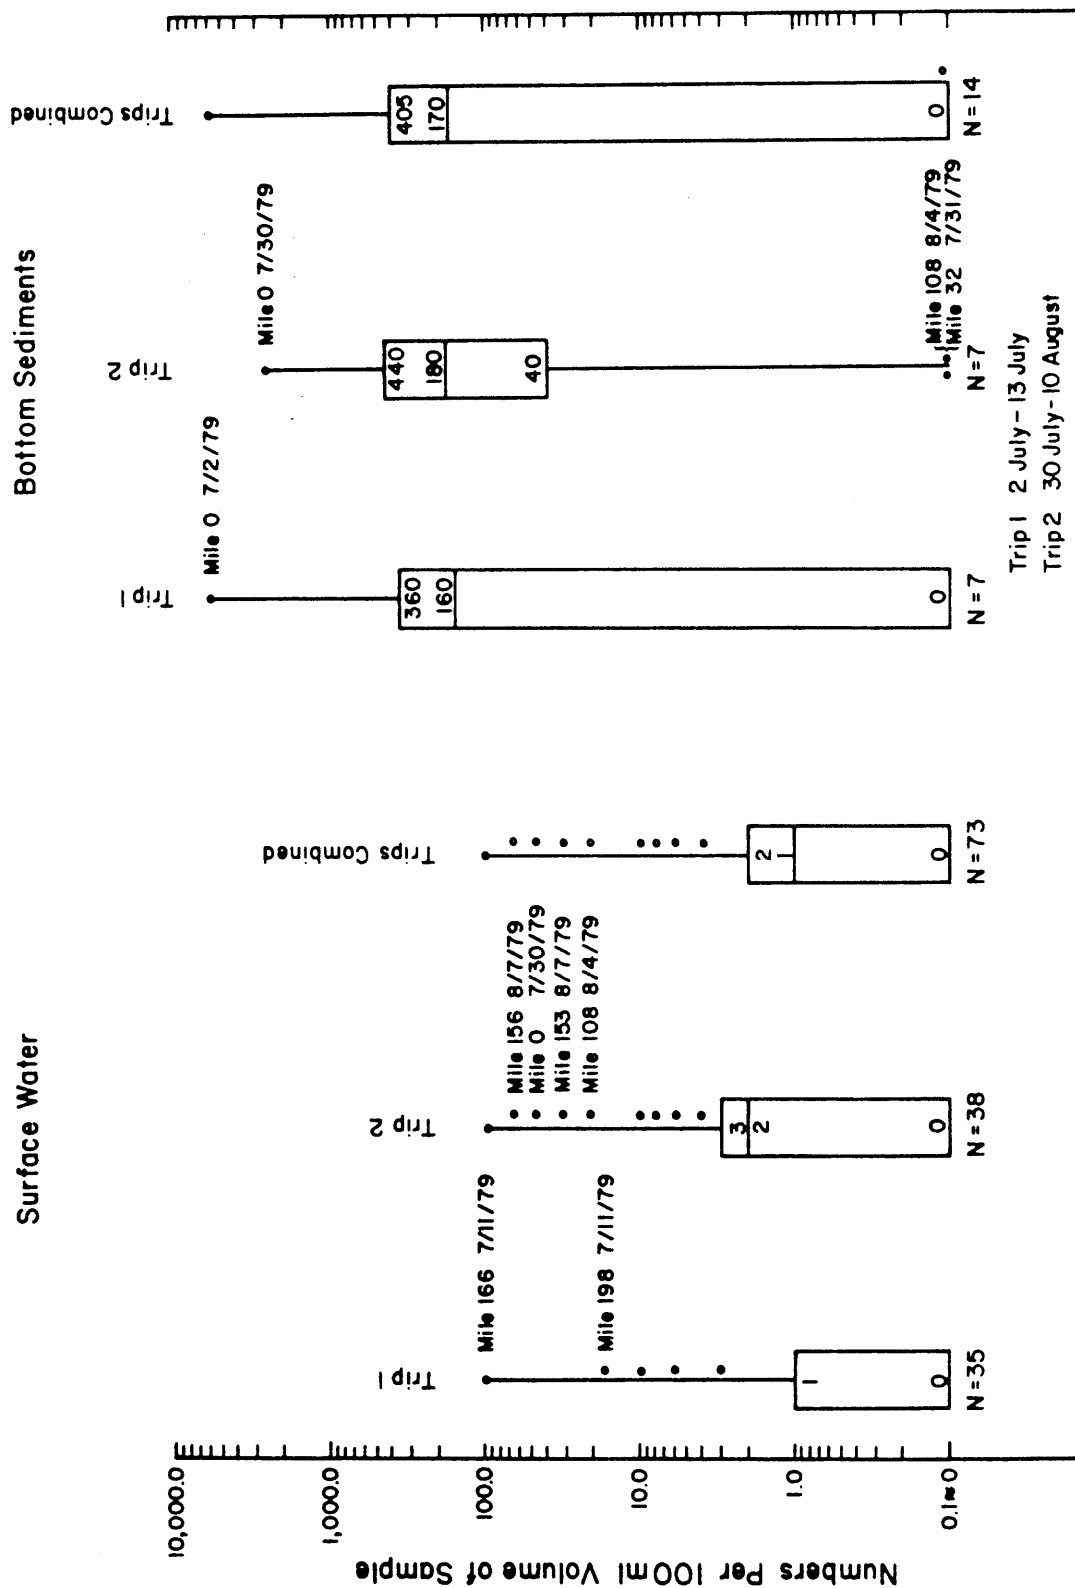 Surface Water
Bottom Sediments
Trip 1
Trip 2
Trips Combined
Trip 1
Trip 2
Trips Combined
Numbers Per 100ml Volume of Sample
10,000.0
1,000.0
100.0
10.0
1.0
0.1≈0
Mile 166 7/11/79
Mile 198 7/11/79
1
0
N=35
Mile 156 8/7/79
Mile 0 7/30/79
Mile 153 8/7/79
Mile 108 8/4/79
3
2
0
N=38
2
1
0
N=73
Mile 0 7/2/79
360
160
0
N=7
Mile 0 7/30/79
440
180
40
Mile 108 8/4/79
Mile 32 7/31/79
N=7
405
170
0
N=14
Trip 1 2 July-13 July
Trip 2 30 July-10 August